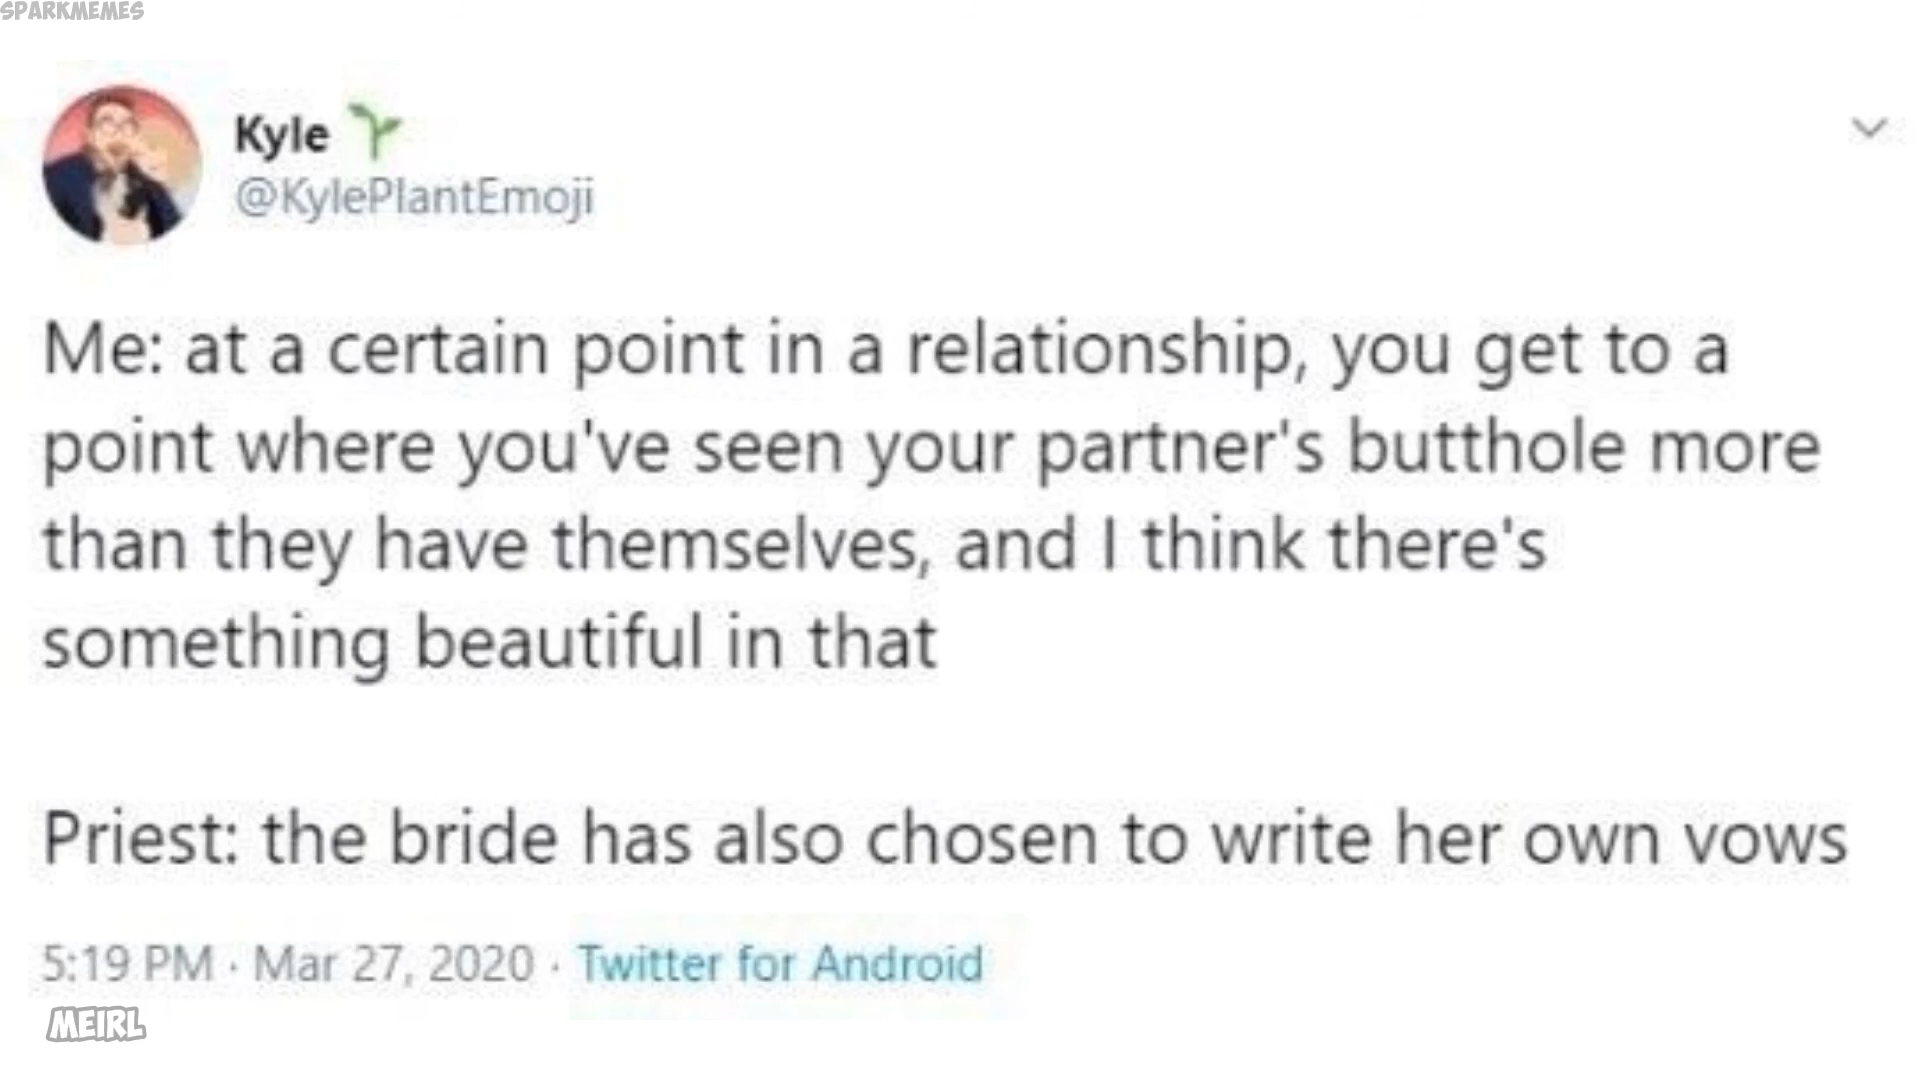 SPARKMEMES
Kyle 🌱
@KylePlantEmoji
Me: at a certain point in a relationship, you get to a
point where you've seen your partner's butthole more
than they have themselves, and I think there's
something beautiful in that
Priest: the bride has also chosen to write her own vows
5:19 PM · Mar 27, 2020 · Twitter for Android
MEIRL